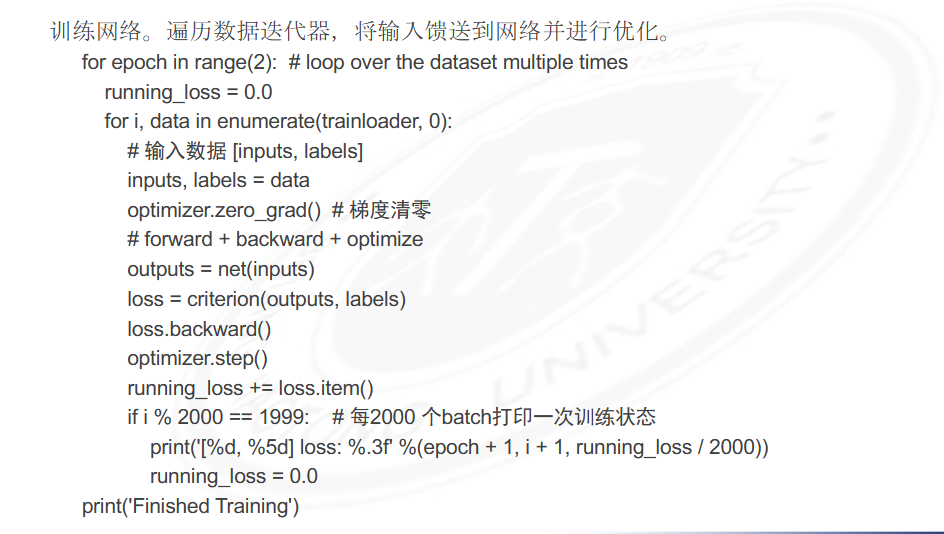 训练网络。遍历数据迭代器，将输入馈送到网络并进行优化。
for epoch in range(2):  # loop over the dataset multiple times
running_loss = 0.0
for i, data in enumerate(trainloader, 0):
# 输入数据 [inputs, labels]
inputs, labels = data
optimizer.zero_grad()  # 梯度清零
# forward + backward + optimize
outputs = net(inputs)
loss = criterion(outputs, labels)
loss.backward()
optimizer.step()
running_loss += loss.item()
if i % 2000 == 1999:    # 每2000 个batch打印一次训练状态
print('[%d, %5d] loss: %.3f' %(epoch + 1, i + 1, running_loss / 2000))
running_loss = 0.0
print('Finished Training')
UNIVERSITY